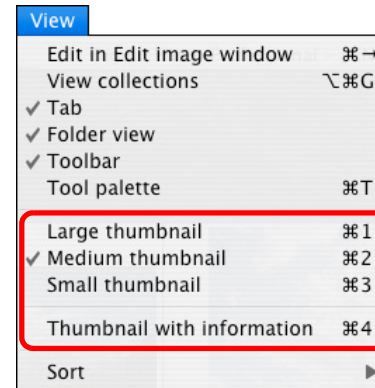 View
Edit in Edit image window ⌘→
View collections ⌥⌘G
✓ Tab
✓ Folder view
✓ Toolbar
Tool palette ⌘T
Large thumbnail ⌘1
✓ Medium thumbnail ⌘2
Small thumbnail ⌘3
Thumbnail with information ⌘4
Sort ▶